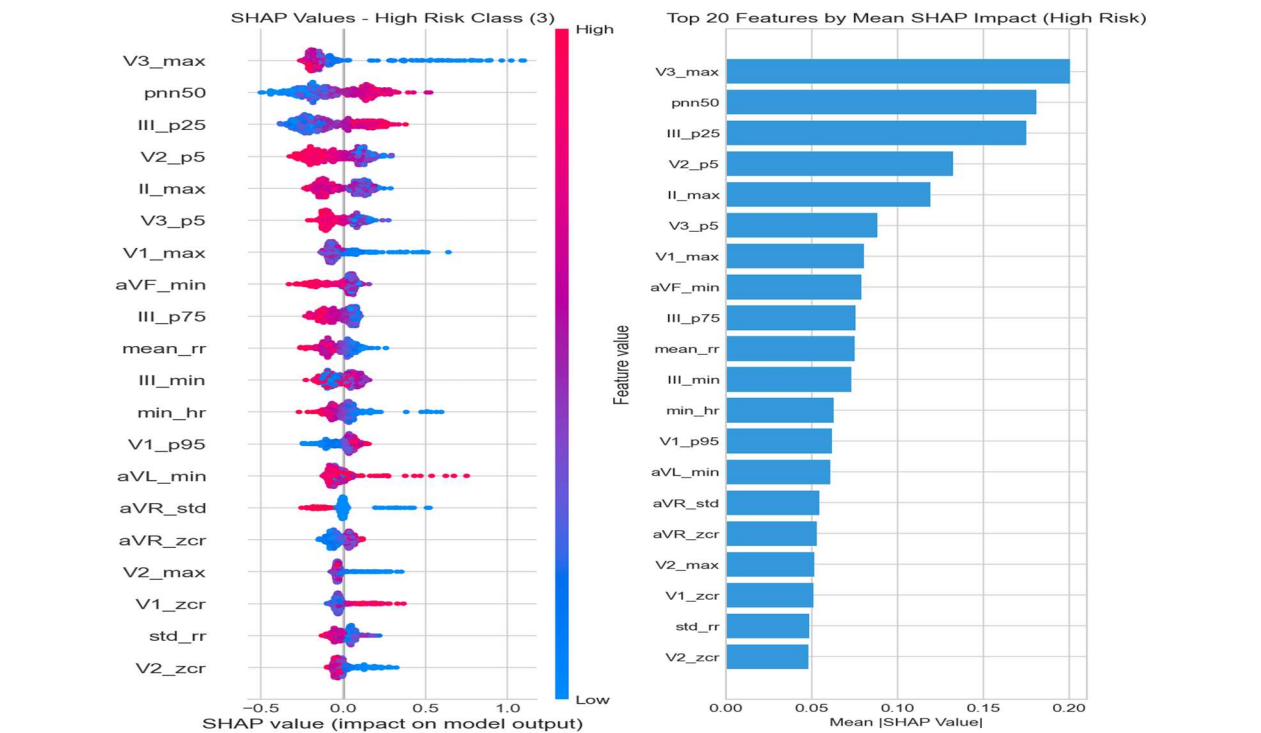 SHAP Values - High Risk Class (3)
High
V3_max
pnn50
III_p25
V2_p5
II_max
V3_p5
V1_max
aVF_min
III_p75
mean_rr
III_min
min_hr
V1_p95
aVL_min
aVR_std
aVR_zcr
V2_max
V1_zcr
std_rr
V2_zcr
Low
Feature value
−0.5 0.0 0.5 1.0
SHAP value (impact on model output)
Top 20 Features by Mean SHAP Impact (High Risk)
V3_max
pnn50
III_p25
V2_p5
II_max
V3_p5
V1_max
aVF_min
III_p75
mean_rr
III_min
min_hr
V1_p95
aVL_min
aVR_std
aVR_zcr
V2_max
V1_zcr
std_rr
V2_zcr
0.00 0.05 0.10 0.15 0.20
Mean |SHAP Value|